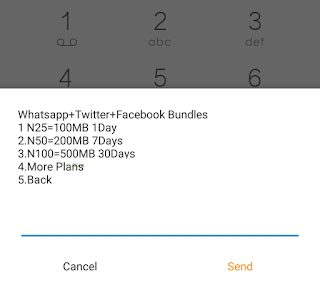 1 2 3
abc def
4 5 6
Whatsapp+Twitter+Facebook Bundles
1 N25=100MB 1Day
2.N50=200MB 7Days
3.N100=500MB 30Days
4.More Plans
5.Back
Cancel Send